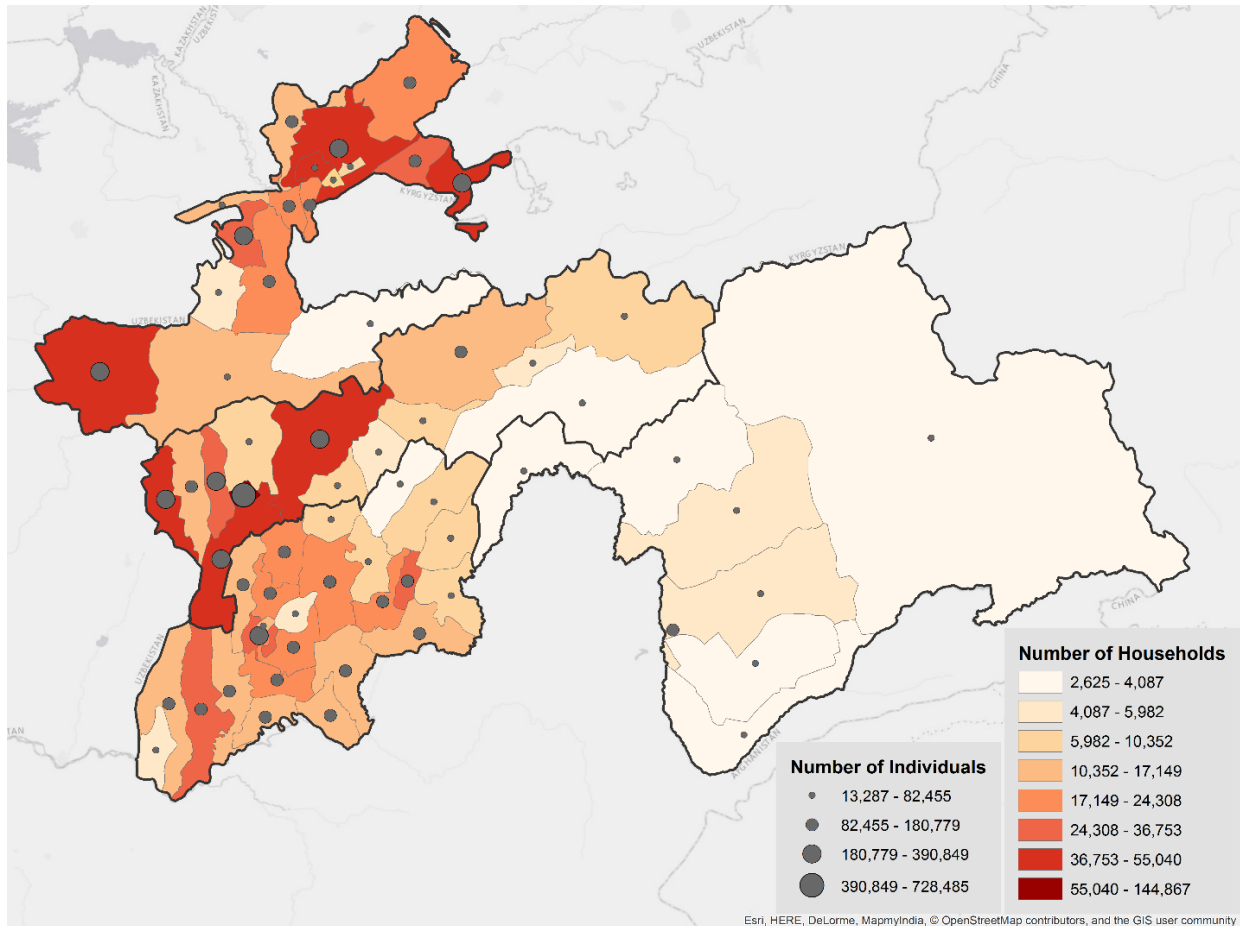 KAZAKHSTAN
UZBEKISTAN
UZBEKISTAN
CHINA
KAZAKHSTAN
KYRGYZSTAN
KYRGYZSTAN
UZBEKISTAN
CHINA
UZBEKISTAN
AFGHANISTAN
TAN
Number of Households
2,625 - 4,087
4,087 - 5,982
5,982 - 10,352
10,352 - 17,149
17,149 - 24,308
24,308 - 36,753
36,753 - 55,040
55,040 - 144,867
Number of Individuals
13,287 - 82,455
82,455 - 180,779
180,779 - 390,849
390,849 - 728,485
Esri, HERE, DeLorme, MapmyIndia, © OpenStreetMap contributors, and the GIS user community